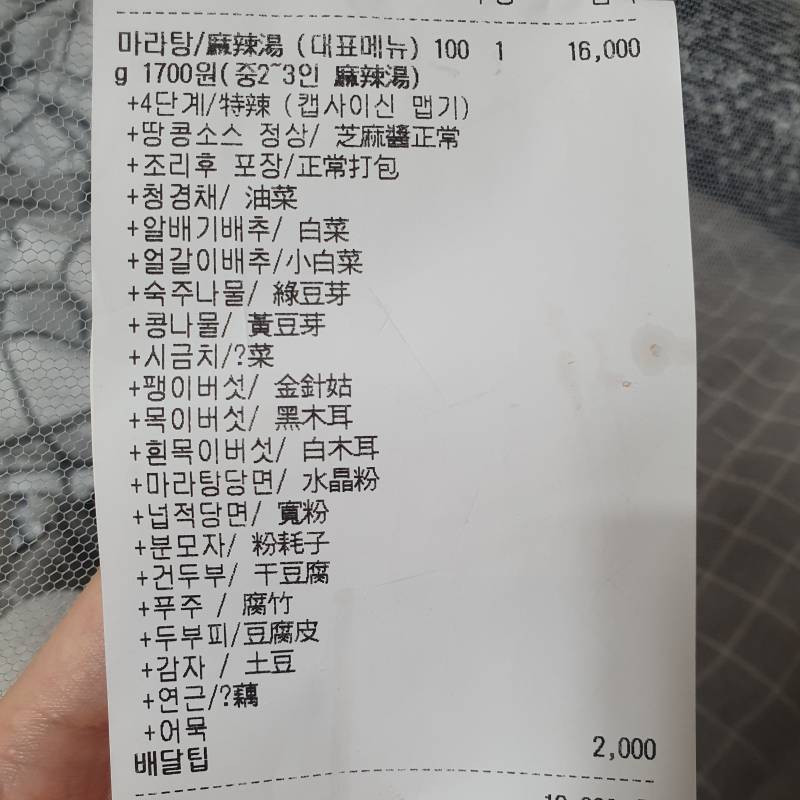 마라탕/麻辣湯 (대표메뉴) 100 1 16,000
g 1700원(중2~3인 麻辣湯)
+4단계/特辣 (캡사이신 맵기)
+땅콩소스 정상/ 芝麻醬正常
+조리후 포장/正常打包
+청경채/ 油菜
+알배기배추/ 白菜
+얼갈이배추/小白菜
+숙주나물/ 綠豆芽
+콩나물/ 黃豆芽
+시금치/?菜
+팽이버섯/ 金針姑
+목이버섯/ 黑木耳
+흰목이버섯/ 白木耳
+마라탕당면/ 水晶粉
+넙적당면/ 寬粉
+분모자/ 粉耗子
+건두부/ 干豆腐
+푸주 / 腐竹
+두부피/豆腐皮
+감자 / 土豆
+연근/?藕
+어묵
배달팁 2,000